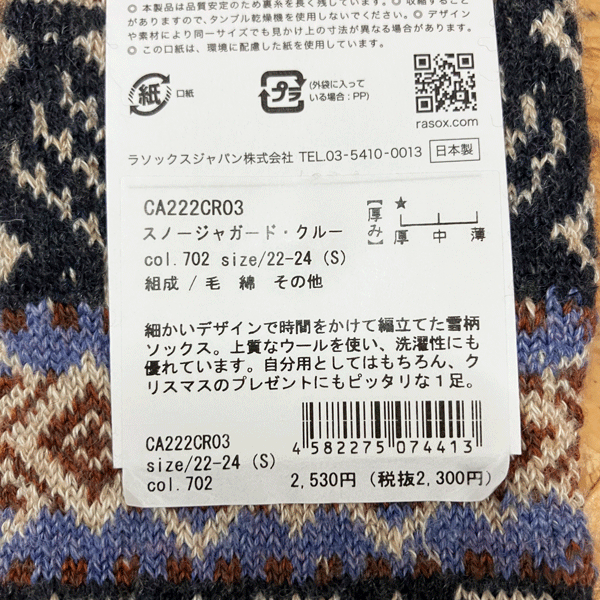 ◎ 本製品は品質安定のため裏糸を長く残しています。◎ 収縮すること
がありますので、タンブル乾燥機を使用しないでください。◎ デザイン
や素材により同一サイズでも見かけ上の寸法が異なる場合があります。
◎ この口紙は、環境に配慮した紙を使用しています。
紙
口紙
プラ
(外袋に入って
いる場合:PP)
rasox.com
ラソックスジャパン株式会社 TEL.03-5410-0013 日本製
CA222CR03
スノージャガード・クルー
col.702 size/22-24 (S)
組成/毛 綿 その他
【厚み】
★
厚 中 薄
細かいデザインで時間をかけて編立てた雪柄
ソックス。上質なウールを使い、洗濯性にも
優れています。自分用としてはもちろん、ク
リスマスのプレゼントにもピッタリな1足。
CA222CR03
size/22-24 (S)
col.702
4 582275 074413
2,530円 (税抜2,300円)